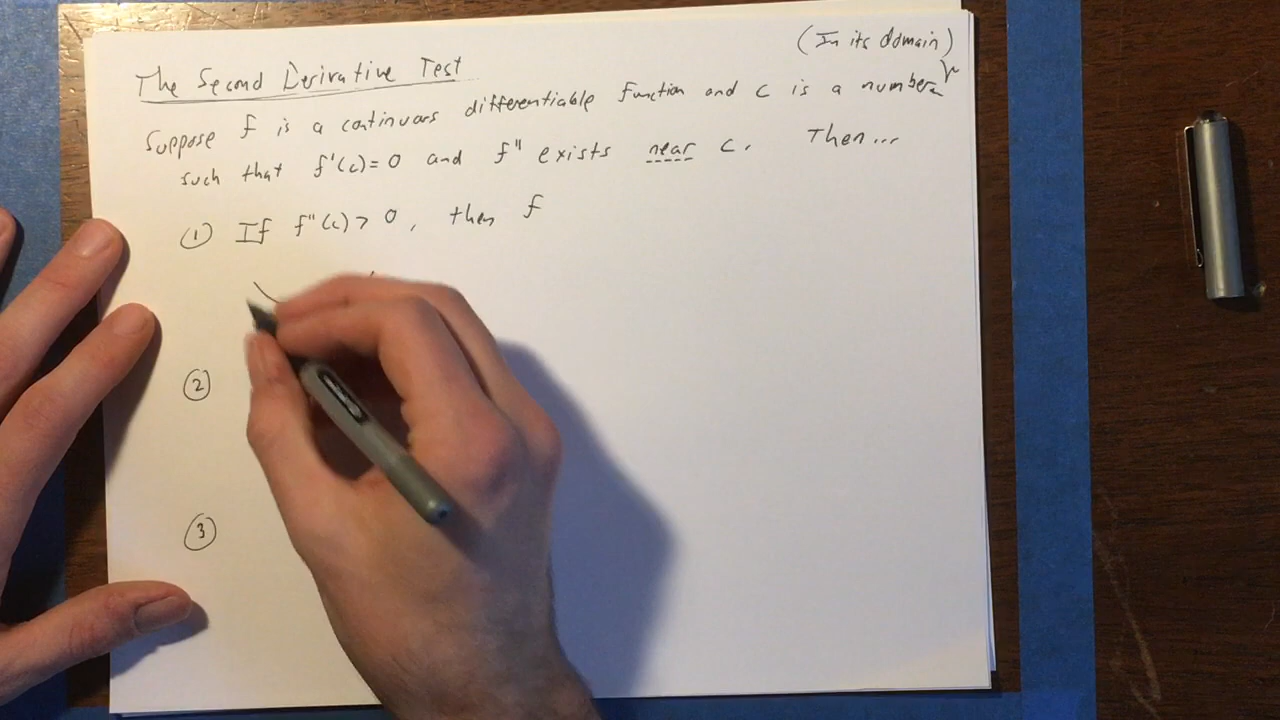 (In its domain)
The Second Derivative Test
Suppose f is a continuous differentiable function and c is a number
such that f'(c)=0 and f" exists near c. Then...
(1) If f"(c) > 0, then f
(2)
(3)